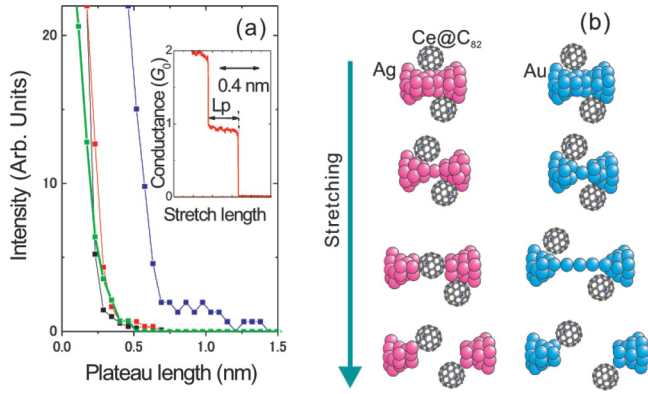 (a)
20
10
0
Intensity (Arb. Units)
0.0 0.5 1.0 1.5
Plateau length (nm)
2
1
0
Conductance (G₀)
0.4 nm
Lp
Stretch length
(b)
Ce@C₈₂
Ag
Au
Stretching